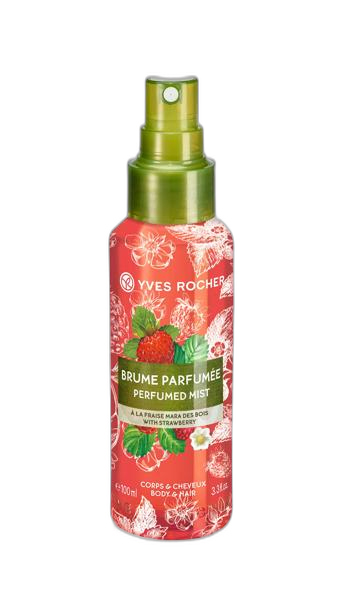 YVES ROCHER
BRUME PARFUMÉE
PERFUMED MIST
À LA FRAISE MARA DES BOIS
WITH STRAWBERRY
CORPS & CHEVEUX
BODY & HAIR
e 100ml 3.3fl.oz.